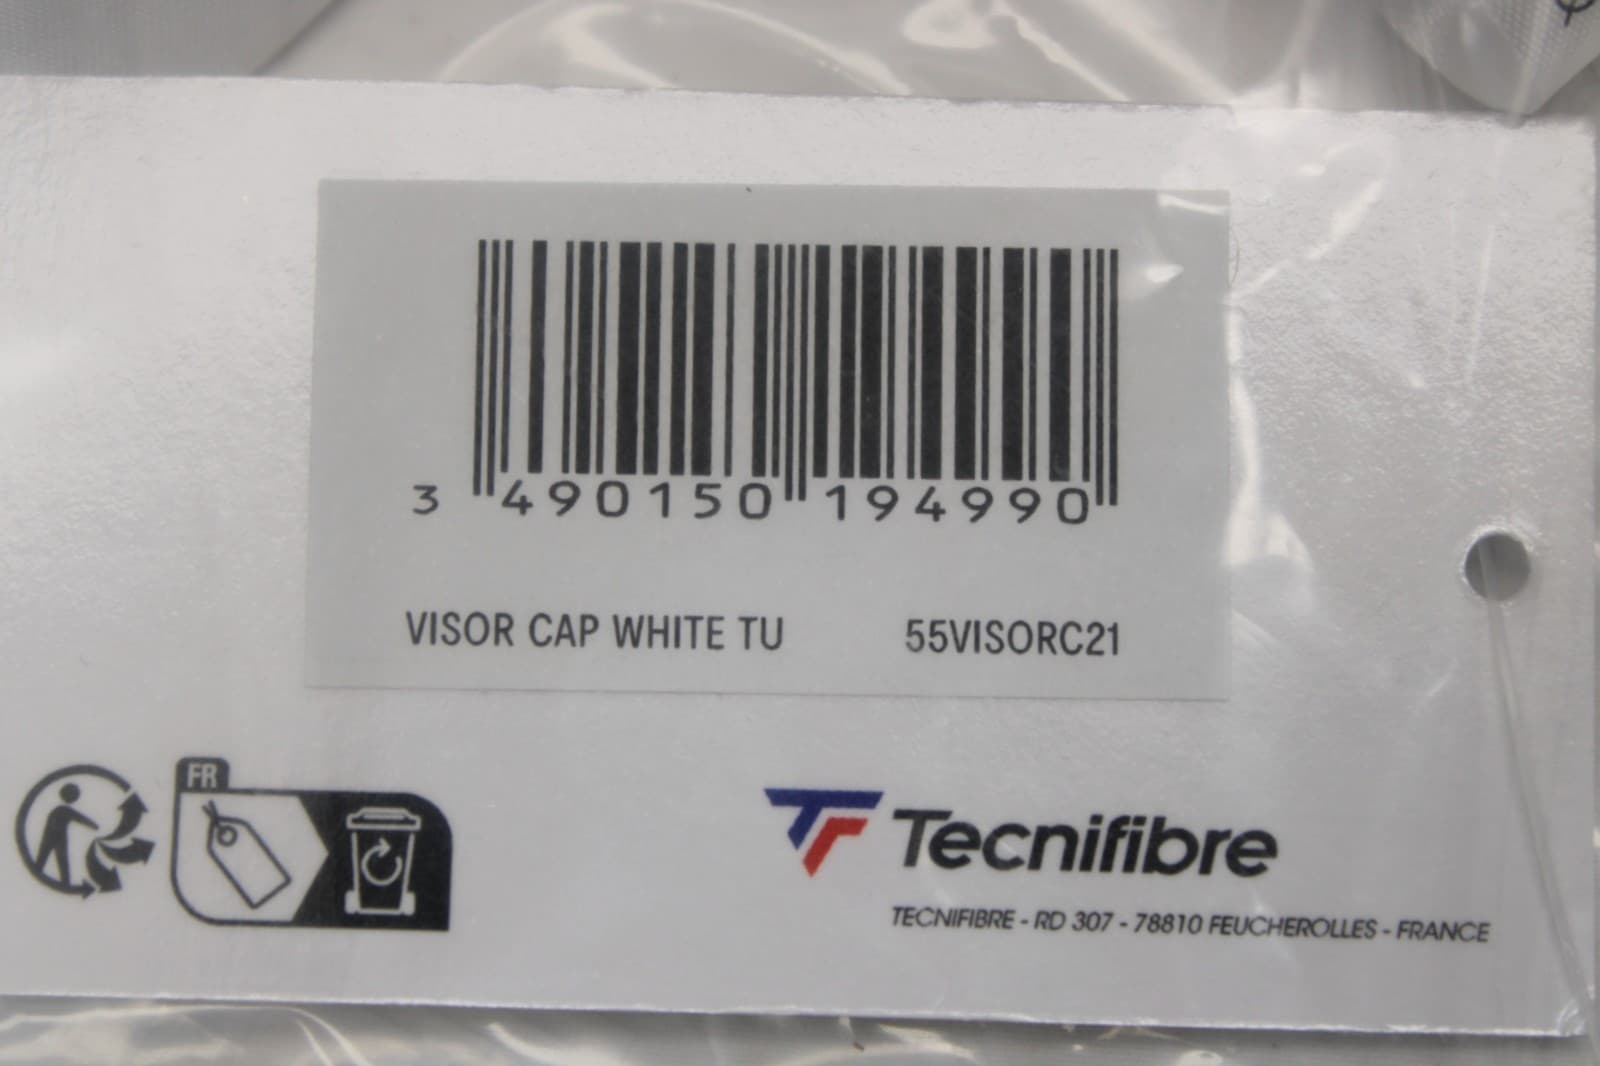 3 490150 194990
VISOR CAP WHITE TU 55VISORC21
FR
Tecnifibre
TECNIFIBRE - RD 307 - 78810 FEUCHEROLLES - FRANCE